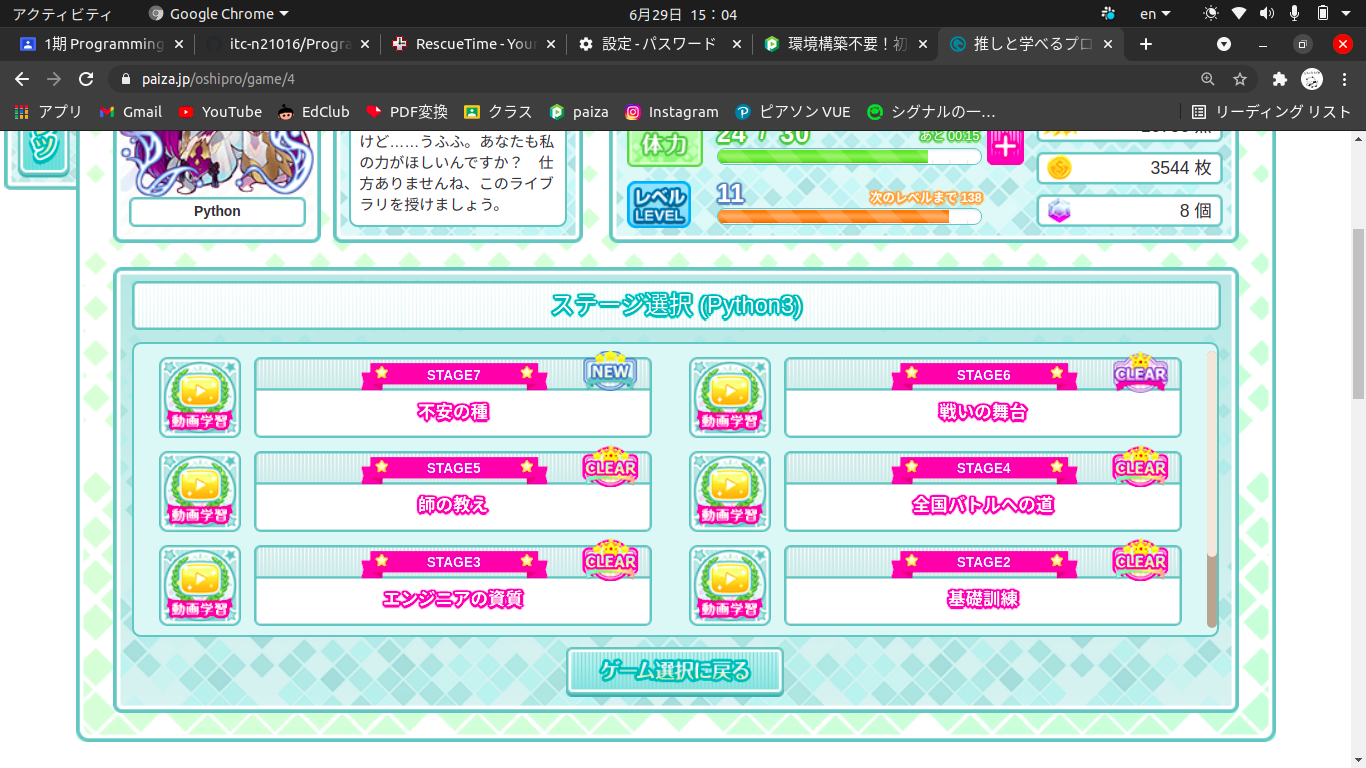 アクティビティ
Google Chrome
6月29日 15：04
en
1期 Programming
itc-n21016/Progra
RescueTime - Your
設定 - パスワード
環境構築不要！初
推しと学べるプロ
paiza.jp/oshipro/game/4
アプリ
Gmail
YouTube
EdClub
PDF変換
クラス
paiza
Instagram
ピアソン VUE
シグナルの一…
リーディング リスト
ップ
Python
けど……うふふ。あなたも私
の力がほしいんですか？ 仕
方ありませんね、このライブ
ラリを授けましょう。
体力
24 / 30
あと 00:15
レベル
LEVEL
11
次のレベルまで 138
3544 枚
8 個
ステージ選択 (Python3)
動画学習
STAGE7
NEW
不安の種
動画学習
STAGE6
CLEAR
戦いの舞台
動画学習
STAGE5
CLEAR
師の教え
動画学習
STAGE4
CLEAR
全国バトルへの道
動画学習
STAGE3
CLEAR
エンジニアの資質
動画学習
STAGE2
CLEAR
基礎訓練
ゲーム選択に戻る